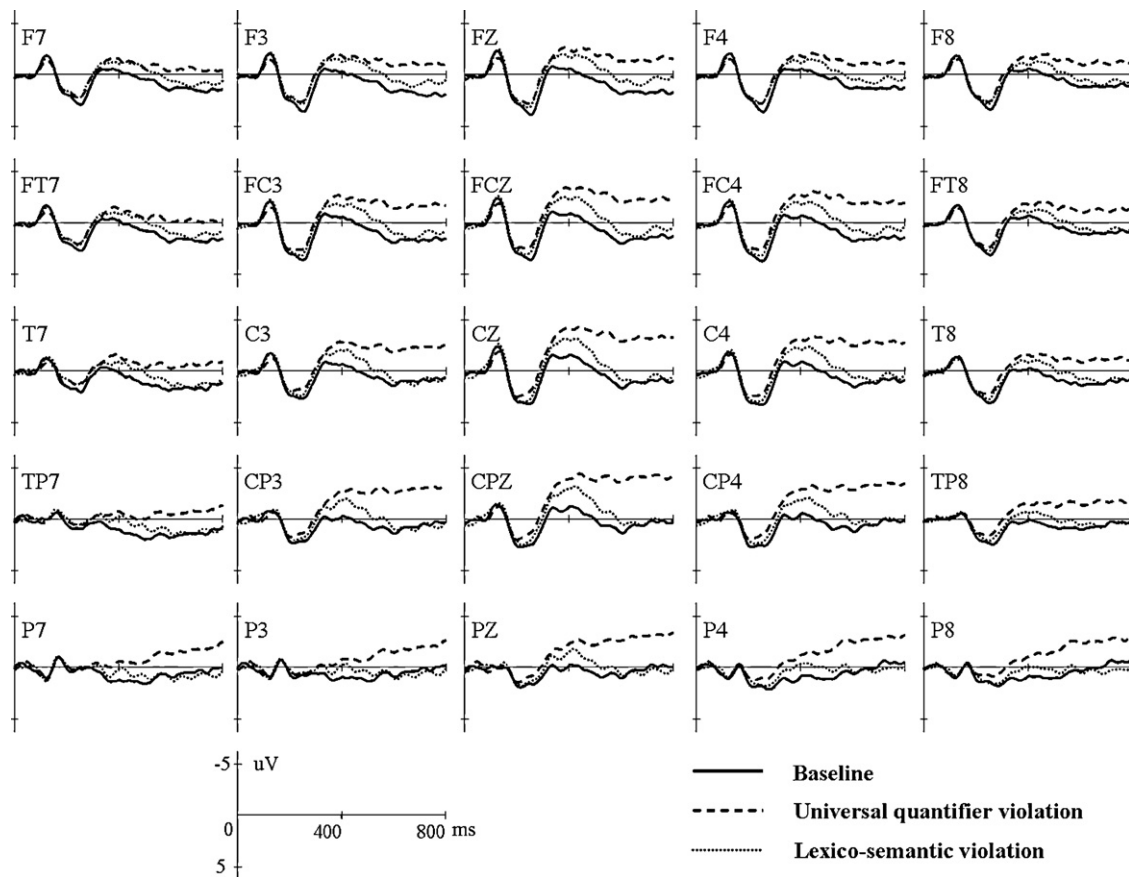 F7 F3 FZ F4 F8
FT7 FC3 FCZ FC4 FT8
T7 C3 CZ C4 T8
TP7 CP3 CPZ CP4 TP8
P7 P3 PZ P4 P8
-5 uV
0 400 800 ms
5
Baseline
Universal quantifier violation
Lexico-semantic violation